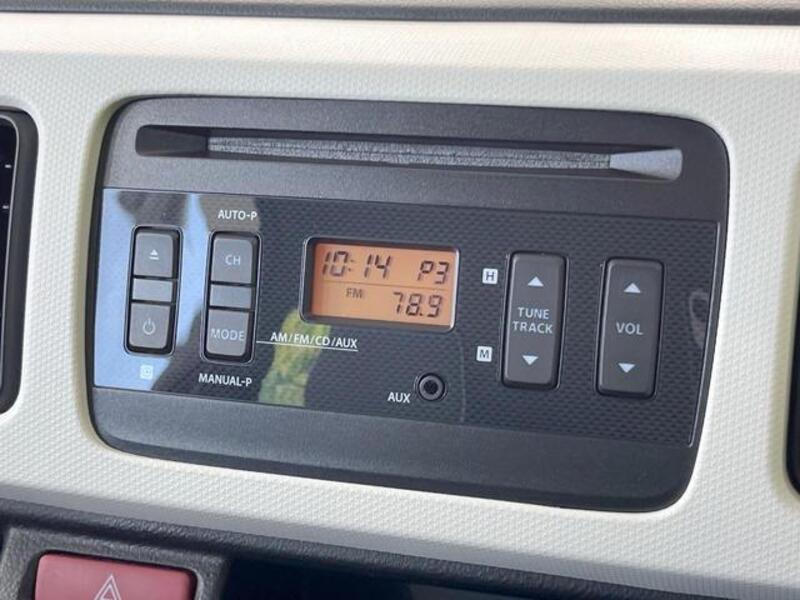 AUTO-P
CH
MODE
MANUAL-P
AM/FM/CD/AUX
10:14 P3
FM 78.9
AUX
H
M
TUNE
TRACK
VOL